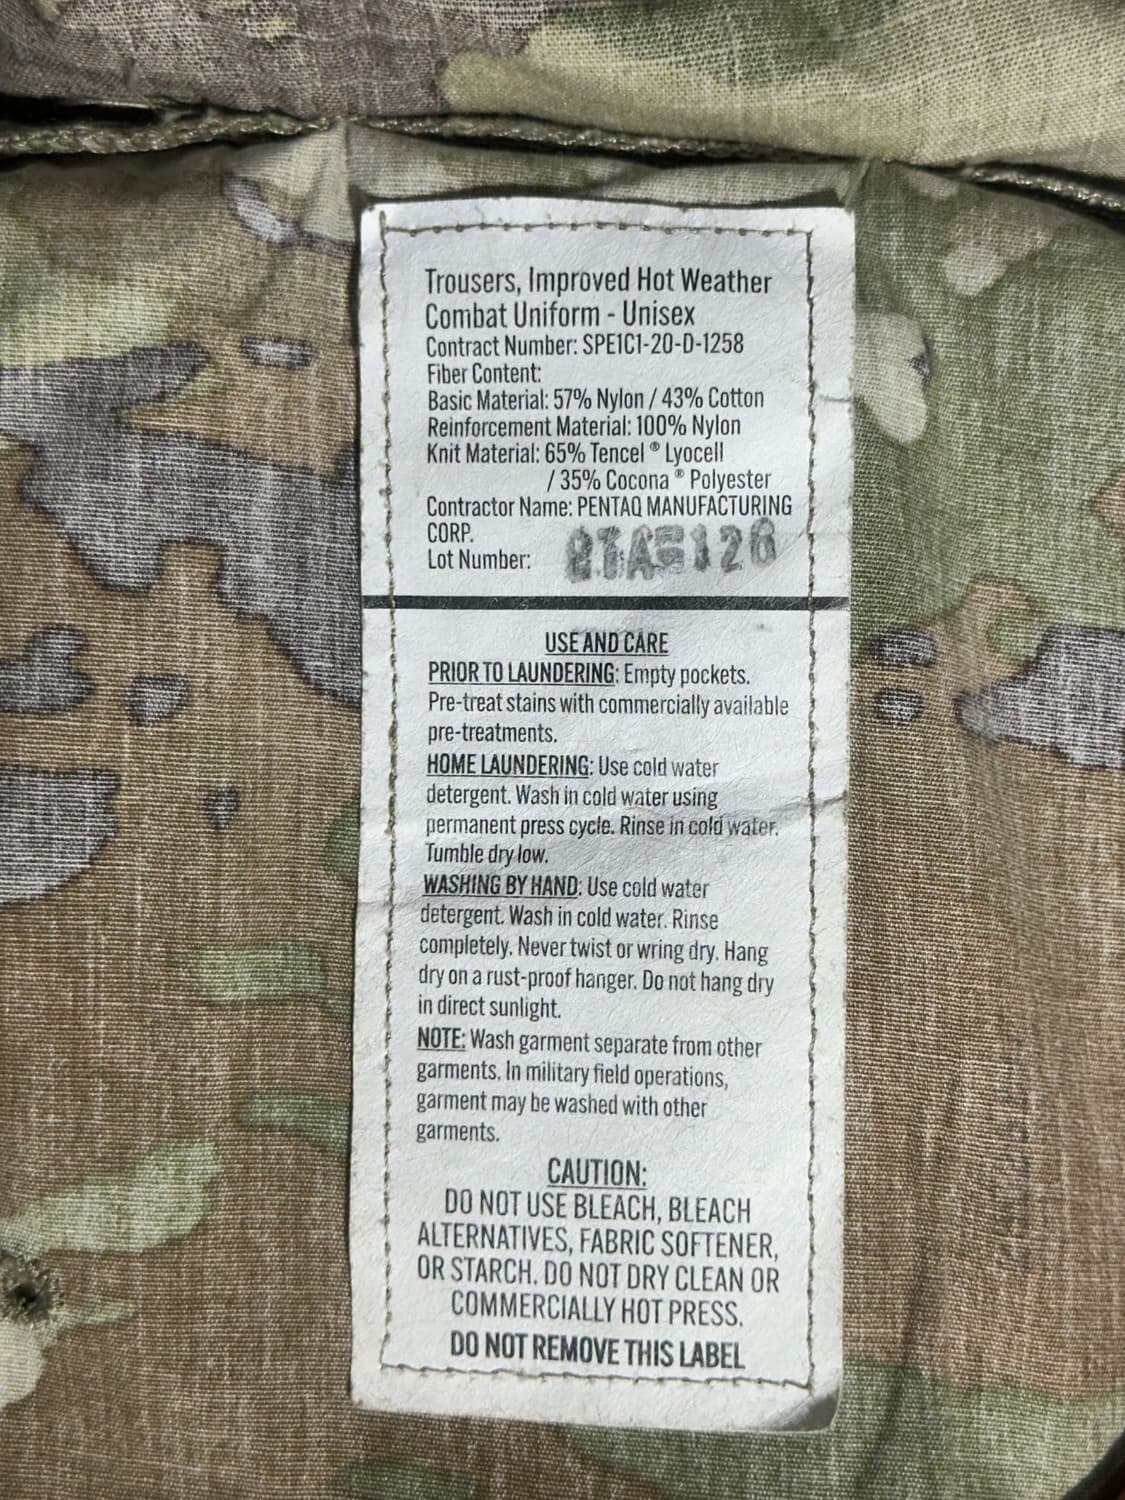 Trousers, Improved Hot Weather
Combat Uniform - Unisex
Contract Number: SPE1C1-20-D-1258
Fiber Content:
Basic Material: 57% Nylon / 43% Cotton
Reinforcement Material: 100% Nylon
Knit Material: 65% Tencel ® Lyocell
/ 35% Cocona ® Polyester
Contractor Name: PENTAQ MANUFACTURING
CORP.
Lot Number:
USE AND CARE
PRIOR TO LAUNDERING: Empty pockets.
Pre-treat stains with commercially available
pre-treatments.
HOME LAUNDERING: Use cold water
detergent. Wash in cold water using
permanent press cycle. Rinse in cold water.
Tumble dry low.
WASHING BY HAND: Use cold water
detergent. Wash in cold water. Rinse
completely. Never twist or wring dry. Hang
dry on a rust-proof hanger. Do not hang dry
in direct sunlight.
NOTE: Wash garment separate from other
garments. In military field operations,
garment may be washed with other
garments.
CAUTION:
DO NOT USE BLEACH, BLEACH
ALTERNATIVES, FABRIC SOFTENER,
OR STARCH. DO NOT DRY CLEAN OR
COMMERCIALLY HOT PRESS.
DO NOT REMOVE THIS LABEL